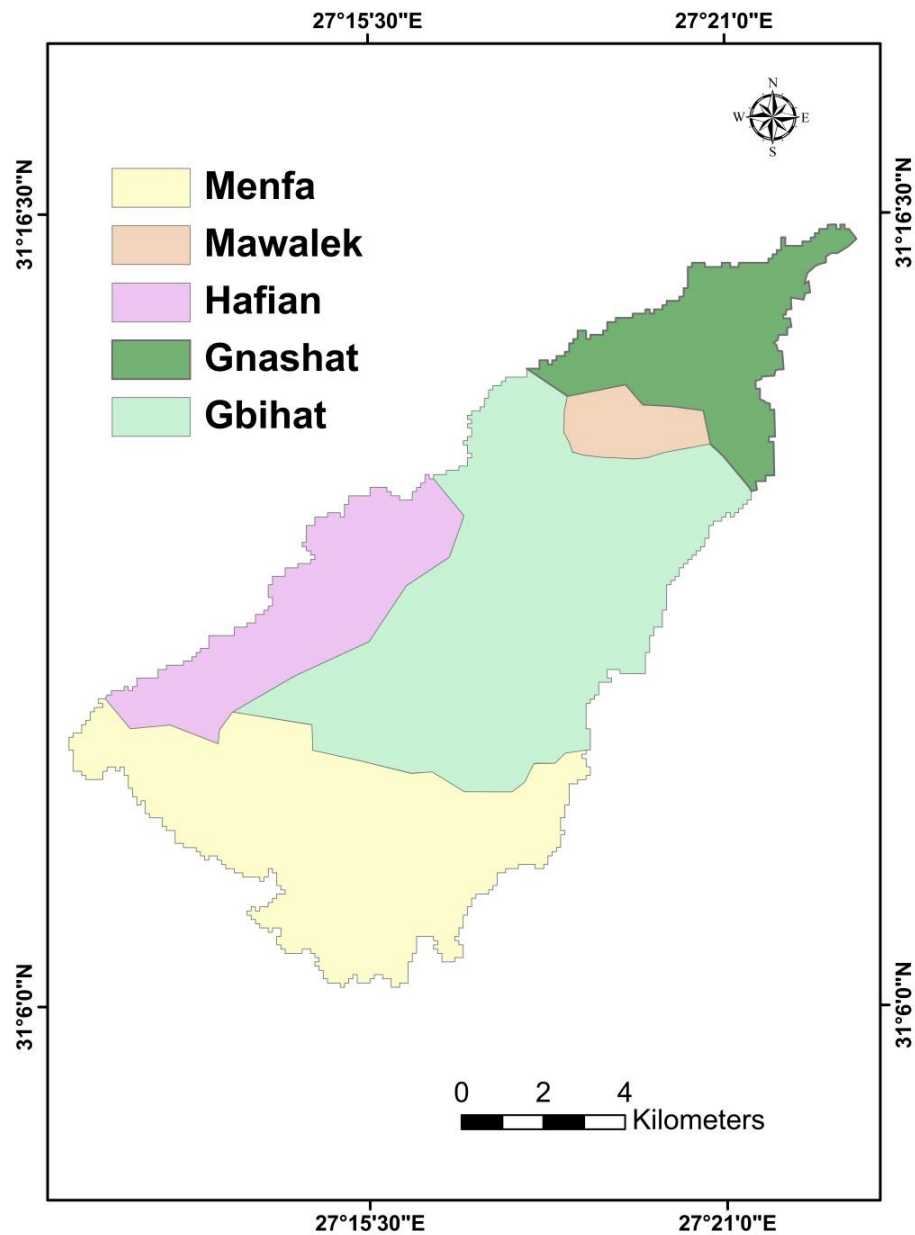 27°15'30"E 27°21'0"E
N
W E
S
31°16'30"N 31°16'30"N
Menfa
Mawalek
Hafian
Gnashat
Gbihat
31°6'0"N 31°6'0"N
0 2 4
Kilometers
27°15'30"E 27°21'0"E